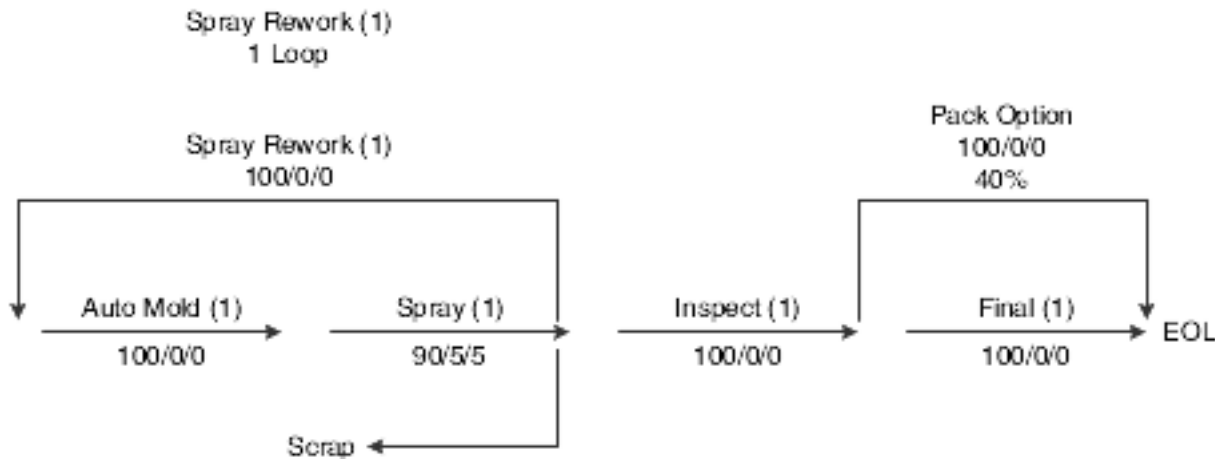 Spray Rework (1)
1 Loop
Spray Rework (1)
100/0/0
Pack Option
100/0/0
40%
Auto Mold (1)
100/0/0
Spray (1)
90/5/5
Inspect (1)
100/0/0
Final (1)
100/0/0
EOL
Scrap